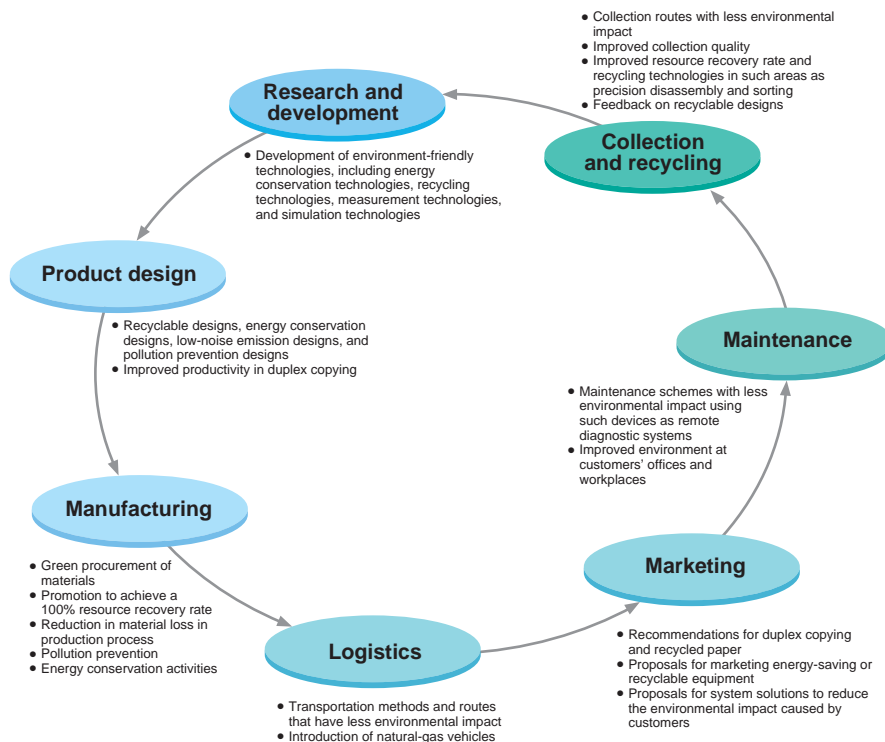 Research and
development
• Development of environment-friendly
technologies, including energy
conservation technologies, recycling
technologies, measurement technologies,
and simulation technologies
Product design
• Recyclable designs, energy conservation
designs, low-noise emission designs, and
pollution prevention designs
• Improved productivity in duplex copying
Manufacturing
• Green procurement of
materials
• Promotion to achieve a
100% resource recovery rate
• Reduction in material loss in
production process
• Pollution prevention
• Energy conservation activities
Logistics
• Transportation methods and routes
that have less environmental impact
• Introduction of natural-gas vehicles
Marketing
• Recommendations for duplex copying
and recycled paper
• Proposals for marketing energy-saving or
recyclable equipment
• Proposals for system solutions to reduce
the environmental impact caused by
customers
Maintenance
• Maintenance schemes with less
environmental impact using
such devices as remote
diagnostic systems
• Improved environment at
customers’ offices and
workplaces
Collection
and recycling
• Collection routes with less environmental
impact
• Improved collection quality
• Improved resource recovery rate and
recycling technologies in such areas as
precision disassembly and sorting
• Feedback on recyclable designs